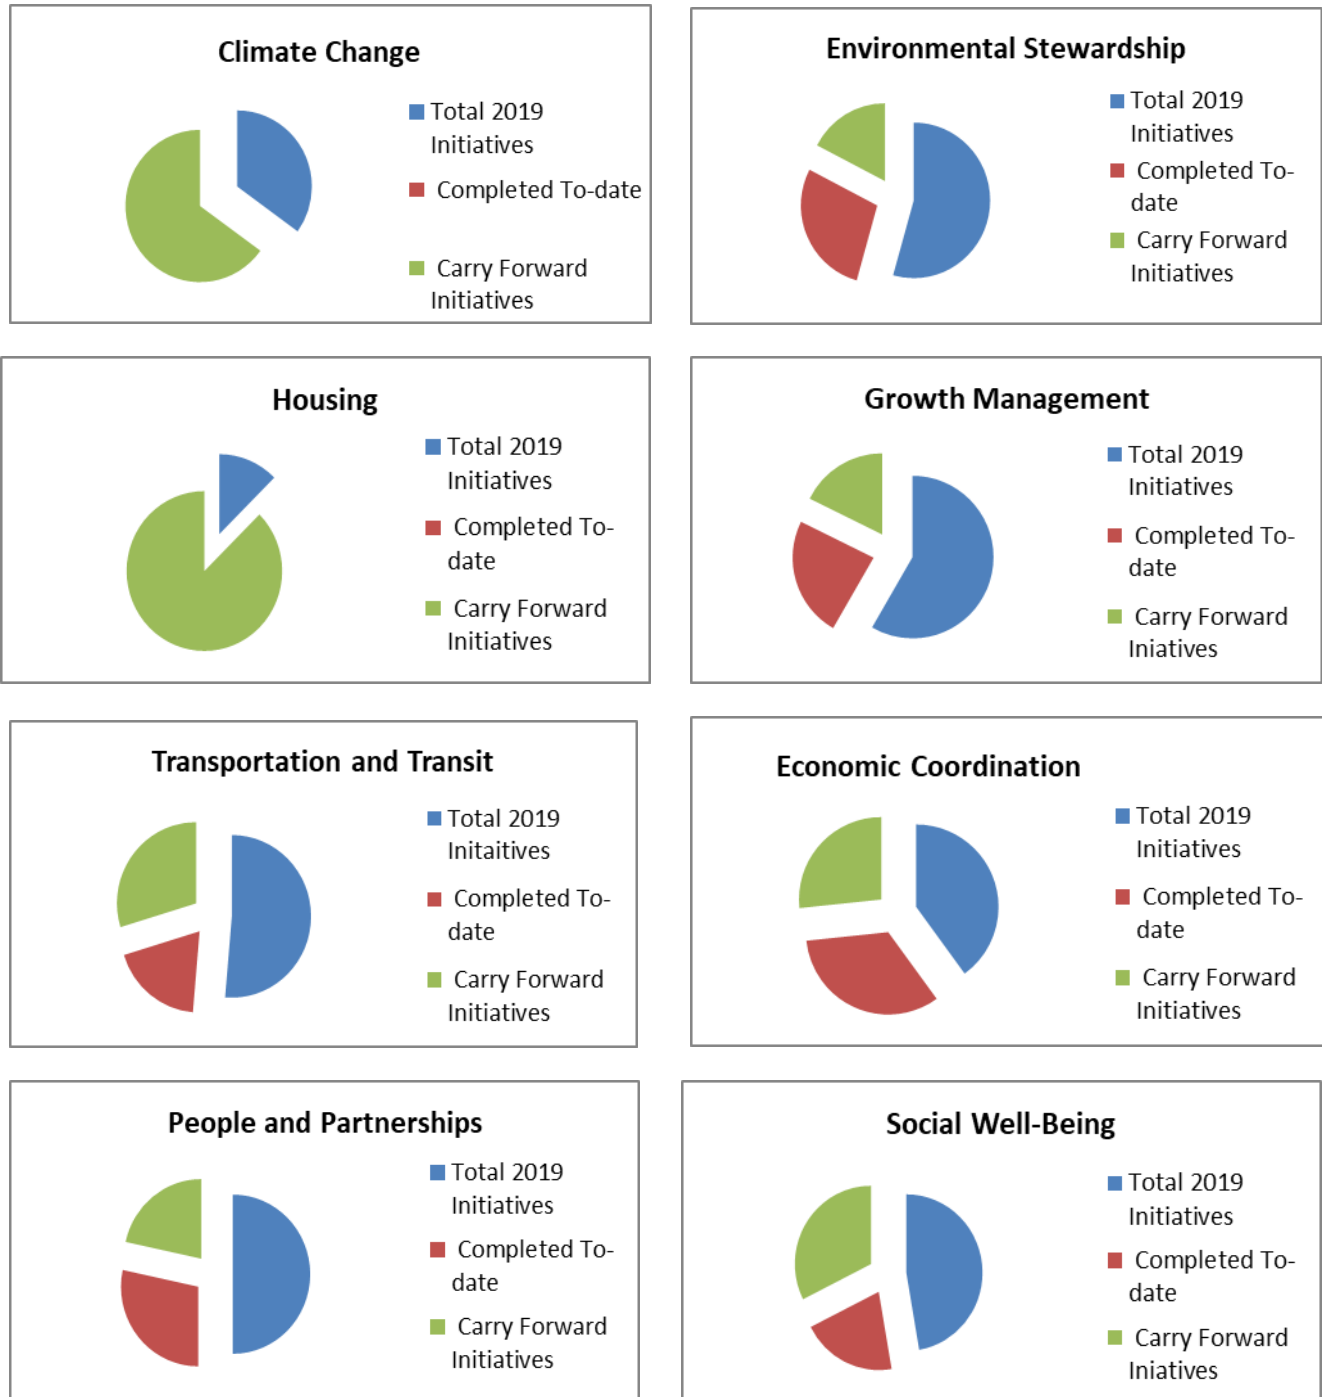 Climate Change
Total 2019
Initiatives
Completed To-date
Carry Forward
Initiatives
Environmental Stewardship
Total 2019
Initiatives
Completed To-
date
Carry Forward
Initiatives
Housing
Total 2019
Initiatives
Completed To-
date
Carry Forward
Initiatives
Growth Management
Total 2019
Initiatives
Completed To-
date
Carry Forward
Iniatives
Transportation and Transit
Total 2019
Initaitives
Completed To-
date
Carry Forward
Initiatives
Economic Coordination
Total 2019
Initiatives
Completed To-
date
Carry Forward
Initiatives
People and Partnerships
Total 2019
Initiatives
Completed To-
date
Carry Forward
Initiatives
Social Well-Being
Total 2019
Initiatives
Completed To-
date
Carry Forward
Iniatives